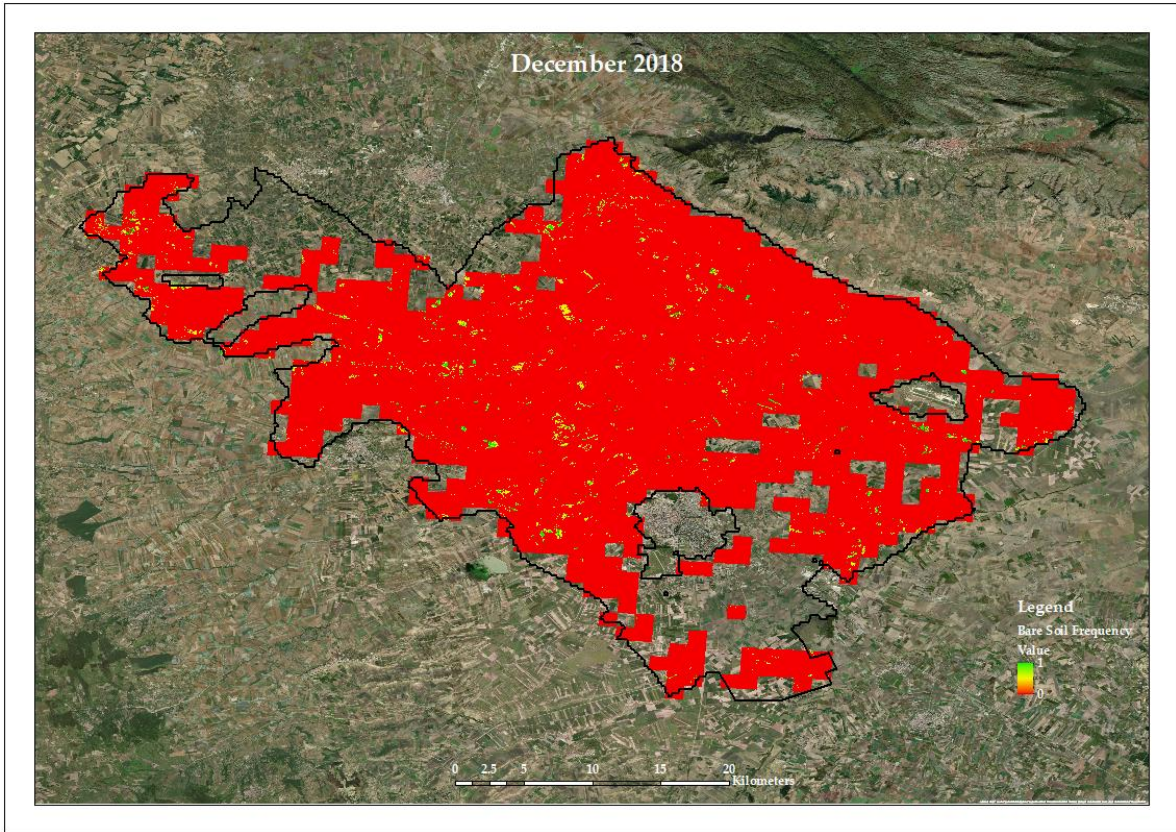 December 2018
Legend
Bare Soil Frequency
Value
1
0
0 2.5 5 10 15 20
Kilometers